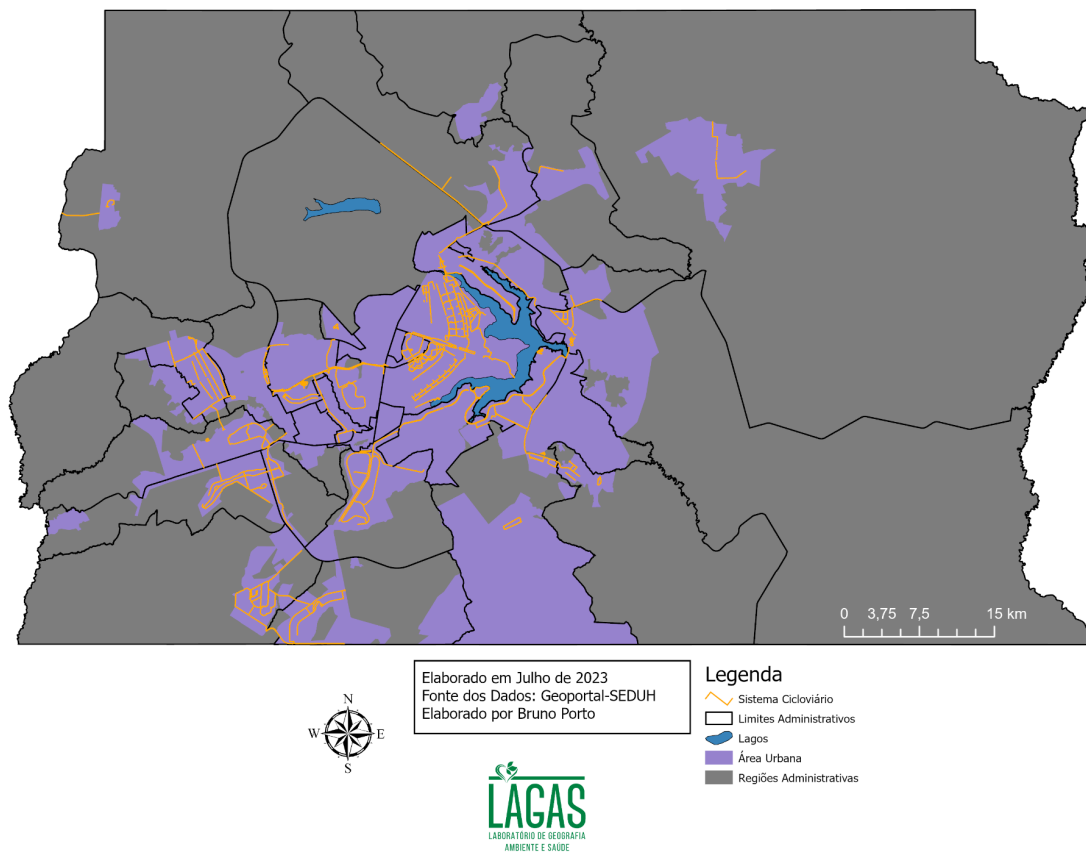 0 3,75 7,5 15 km
Elaborado em Julho de 2023
Fonte dos Dados: Geoportal-SEDUH
Elaborado por Bruno Porto
Legenda
Sistema Cicloviário
Limites Administrativos
Lagos
Área Urbana
Regiões Administrativas
N
W E
S
LAGAS
LABORATÓRIO DE GEOGRAFIA
AMBIENTE E SAÚDE